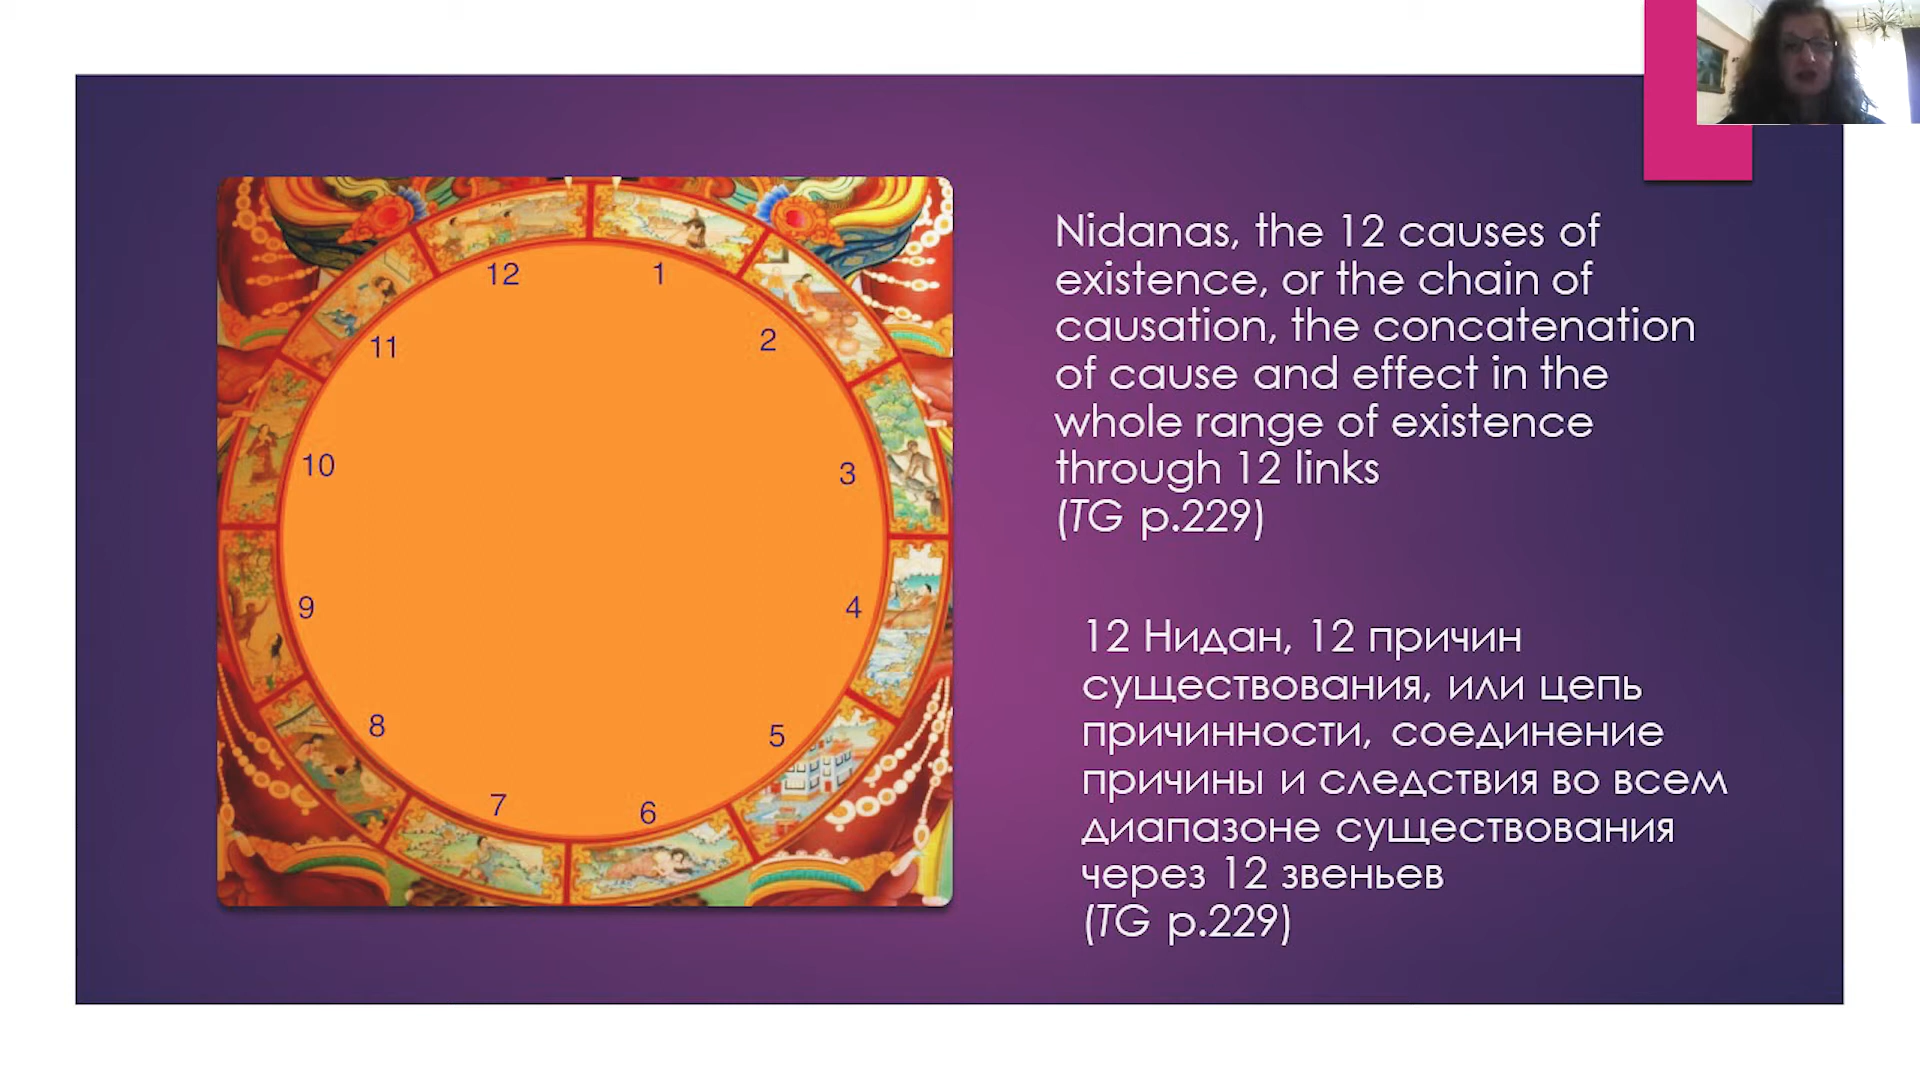 12
1
11
2
10
3
9
4
8
5
7
6
Nidanas, the 12 causes of
existence, or the chain of
causation, the concatenation
of cause and effect in the
whole range of existence
through 12 links
(TG p.229)
12 Нидан, 12 причин
существования, или цепь
причинности, соединение
причины и следствия во всем
диапазоне существования
через 12 звеньев
(TG p.229)